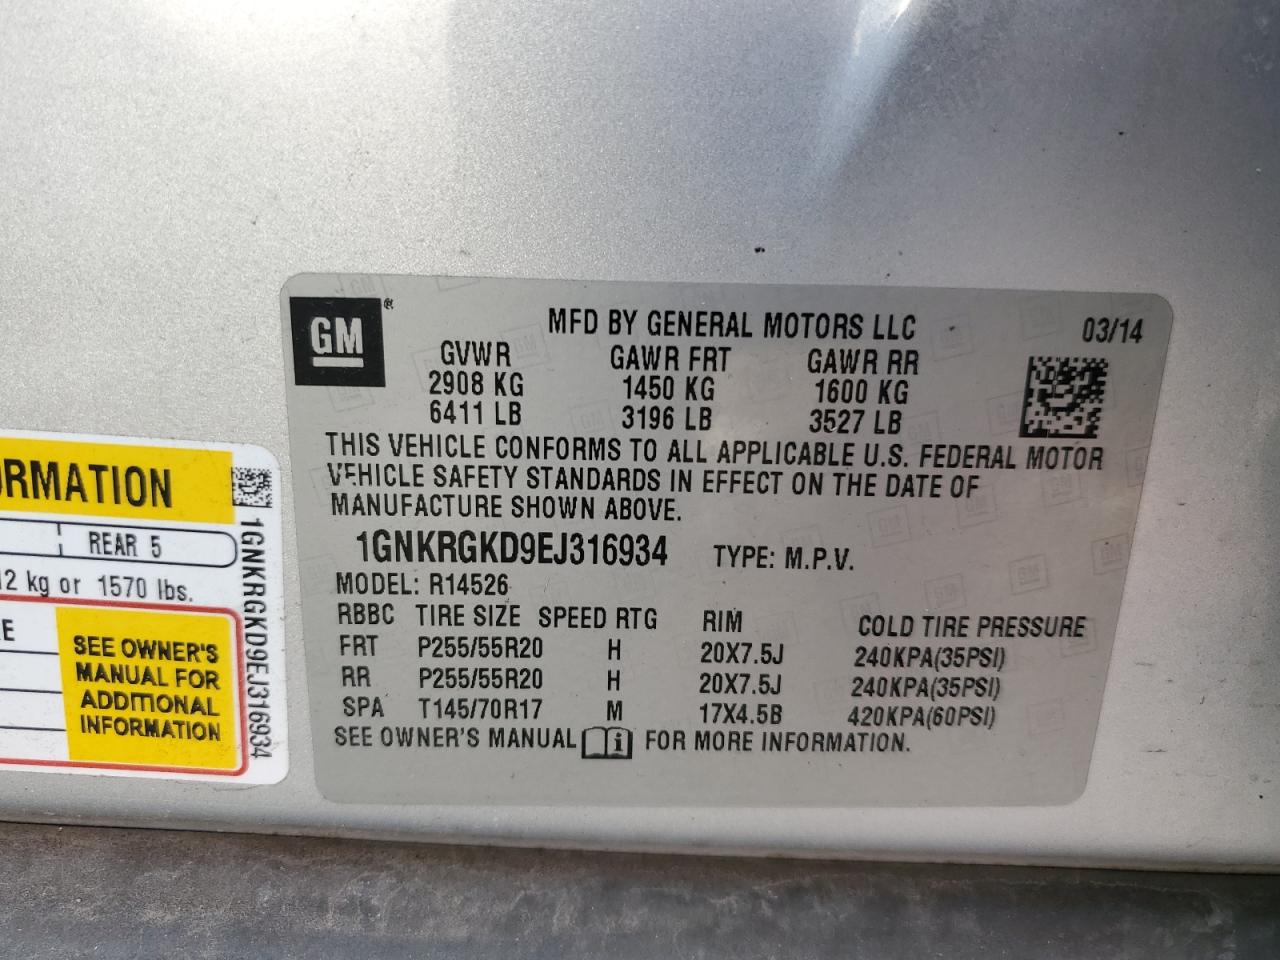 GM®
MFD BY GENERAL MOTORS LLC
03/14
GVWR GAWR FRT GAWR RR
2908 KG 1450 KG 1600 KG
6411 LB 3196 LB 3527 LB
THIS VEHICLE CONFORMS TO ALL APPLICABLE U.S. FEDERAL MOTOR
VEHICLE SAFETY STANDARDS IN EFFECT ON THE DATE OF
MANUFACTURE SHOWN ABOVE.
1GNKRGKD9EJ316934 TYPE: M.P.V.
MODEL: R14526
RBBC TIRE SIZE SPEED RTG RIM COLD TIRE PRESSURE
FRT P255/55R20 H 20X7.5J 240KPA(35PSI)
RR P255/55R20 H 20X7.5J 240KPA(35PSI)
SPA T145/70R17 M 17X4.5B 420KPA(60PSI)
SEE OWNER'S MANUAL i FOR MORE INFORMATION.
RMATION
REAR 5
kg or 1570 lbs.
SEE OWNER'S
MANUAL FOR
ADDITIONAL
INFORMATION
1GNKRGKD9EJ316934